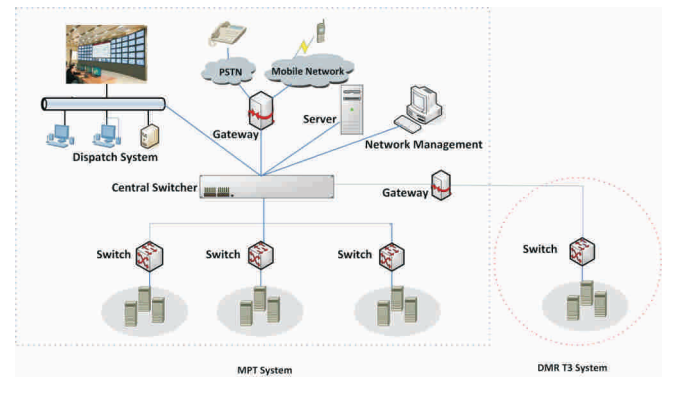 PSTN
Mobile Network
Server
Gateway
Network Management
Dispatch System
Central Switcher
Gateway
Switch
Switch
Switch
Switch
MPT System
DMR T3 System